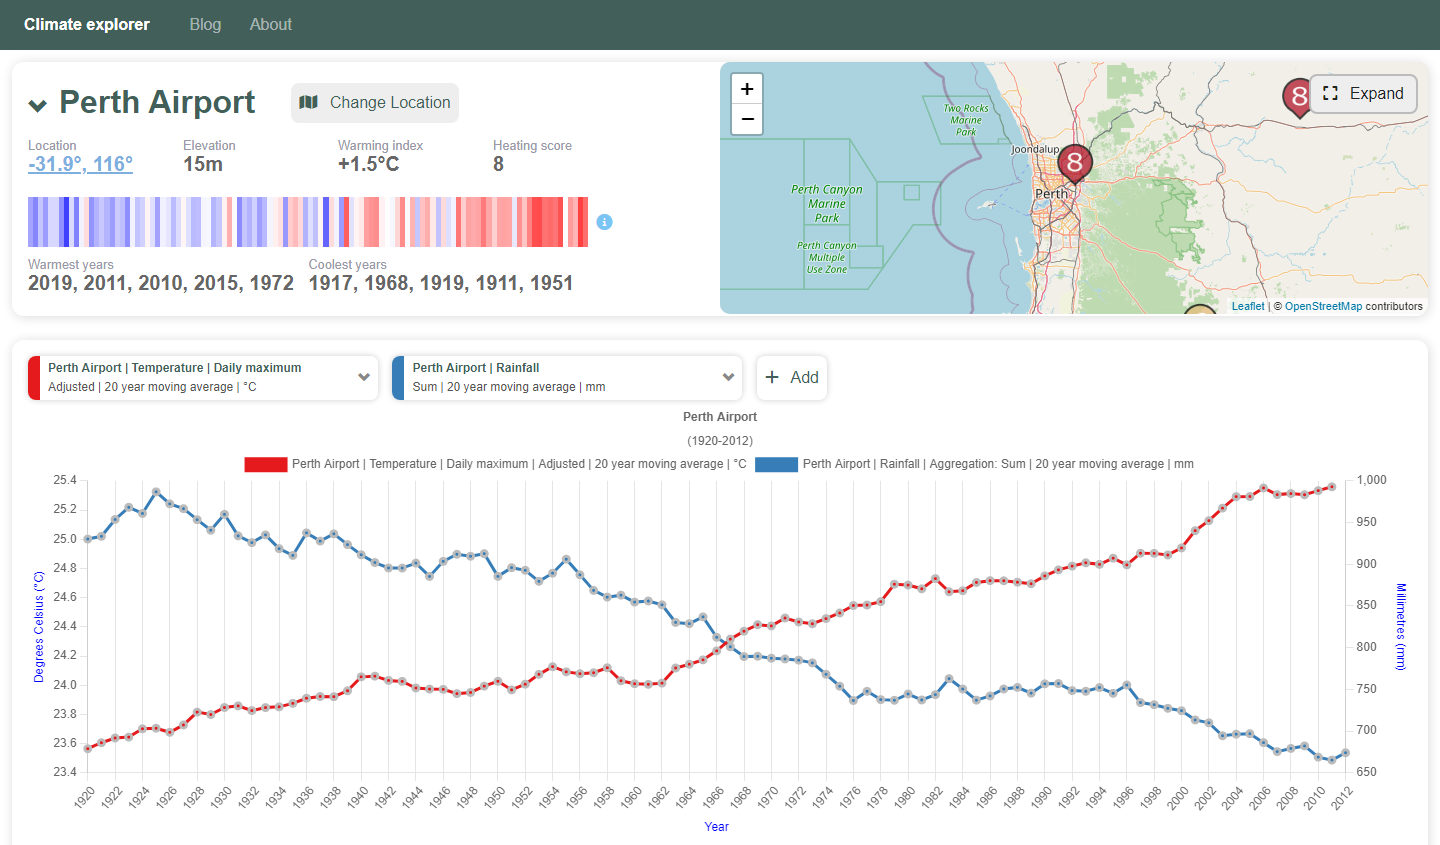 Climate explorer Blog About
Perth Airport Change Location
Location Elevation Warming index Heating score
-31.9°, 116° 15m +1.5°C 8
Warmest years Coolest years
2019, 2011, 2010, 2015, 1972 1917, 1968, 1919, 1911, 1951
+
−
Expand
8
8
Two Rocks
Marine
Park
Joondalup
Perth
Perth Canyon
Marine
Park
Perth Canyon
Multiple
Use Zone
Leaflet | © OpenStreetMap contributors
Perth Airport | Temperature | Daily maximum
Adjusted | 20 year moving average | °C
Perth Airport | Rainfall
Sum | 20 year moving average | mm
+ Add
Perth Airport
(1920-2012)
Perth Airport | Temperature | Daily maximum | Adjusted | 20 year moving average | °C Perth Airport | Rainfall | Aggregation: Sum | 20 year moving average | mm
Degrees Celsius (°C)
25.4
25.2
25.0
24.8
24.6
24.4
24.2
24.0
23.8
23.6
23.4
1,000
950
900
850
800
750
700
650
Millimetres (mm)
1920 1922 1924 1926 1928 1930 1932 1934 1936 1938 1940 1942 1944 1946 1948 1950 1952 1954 1956 1958 1960 1962 1964 1966 1968 1970 1972 1974 1976 1978 1980 1982 1984 1986 1988 1990 1992 1994 1996 1998 2000 2002 2004 2006 2008 2010 2012
Year